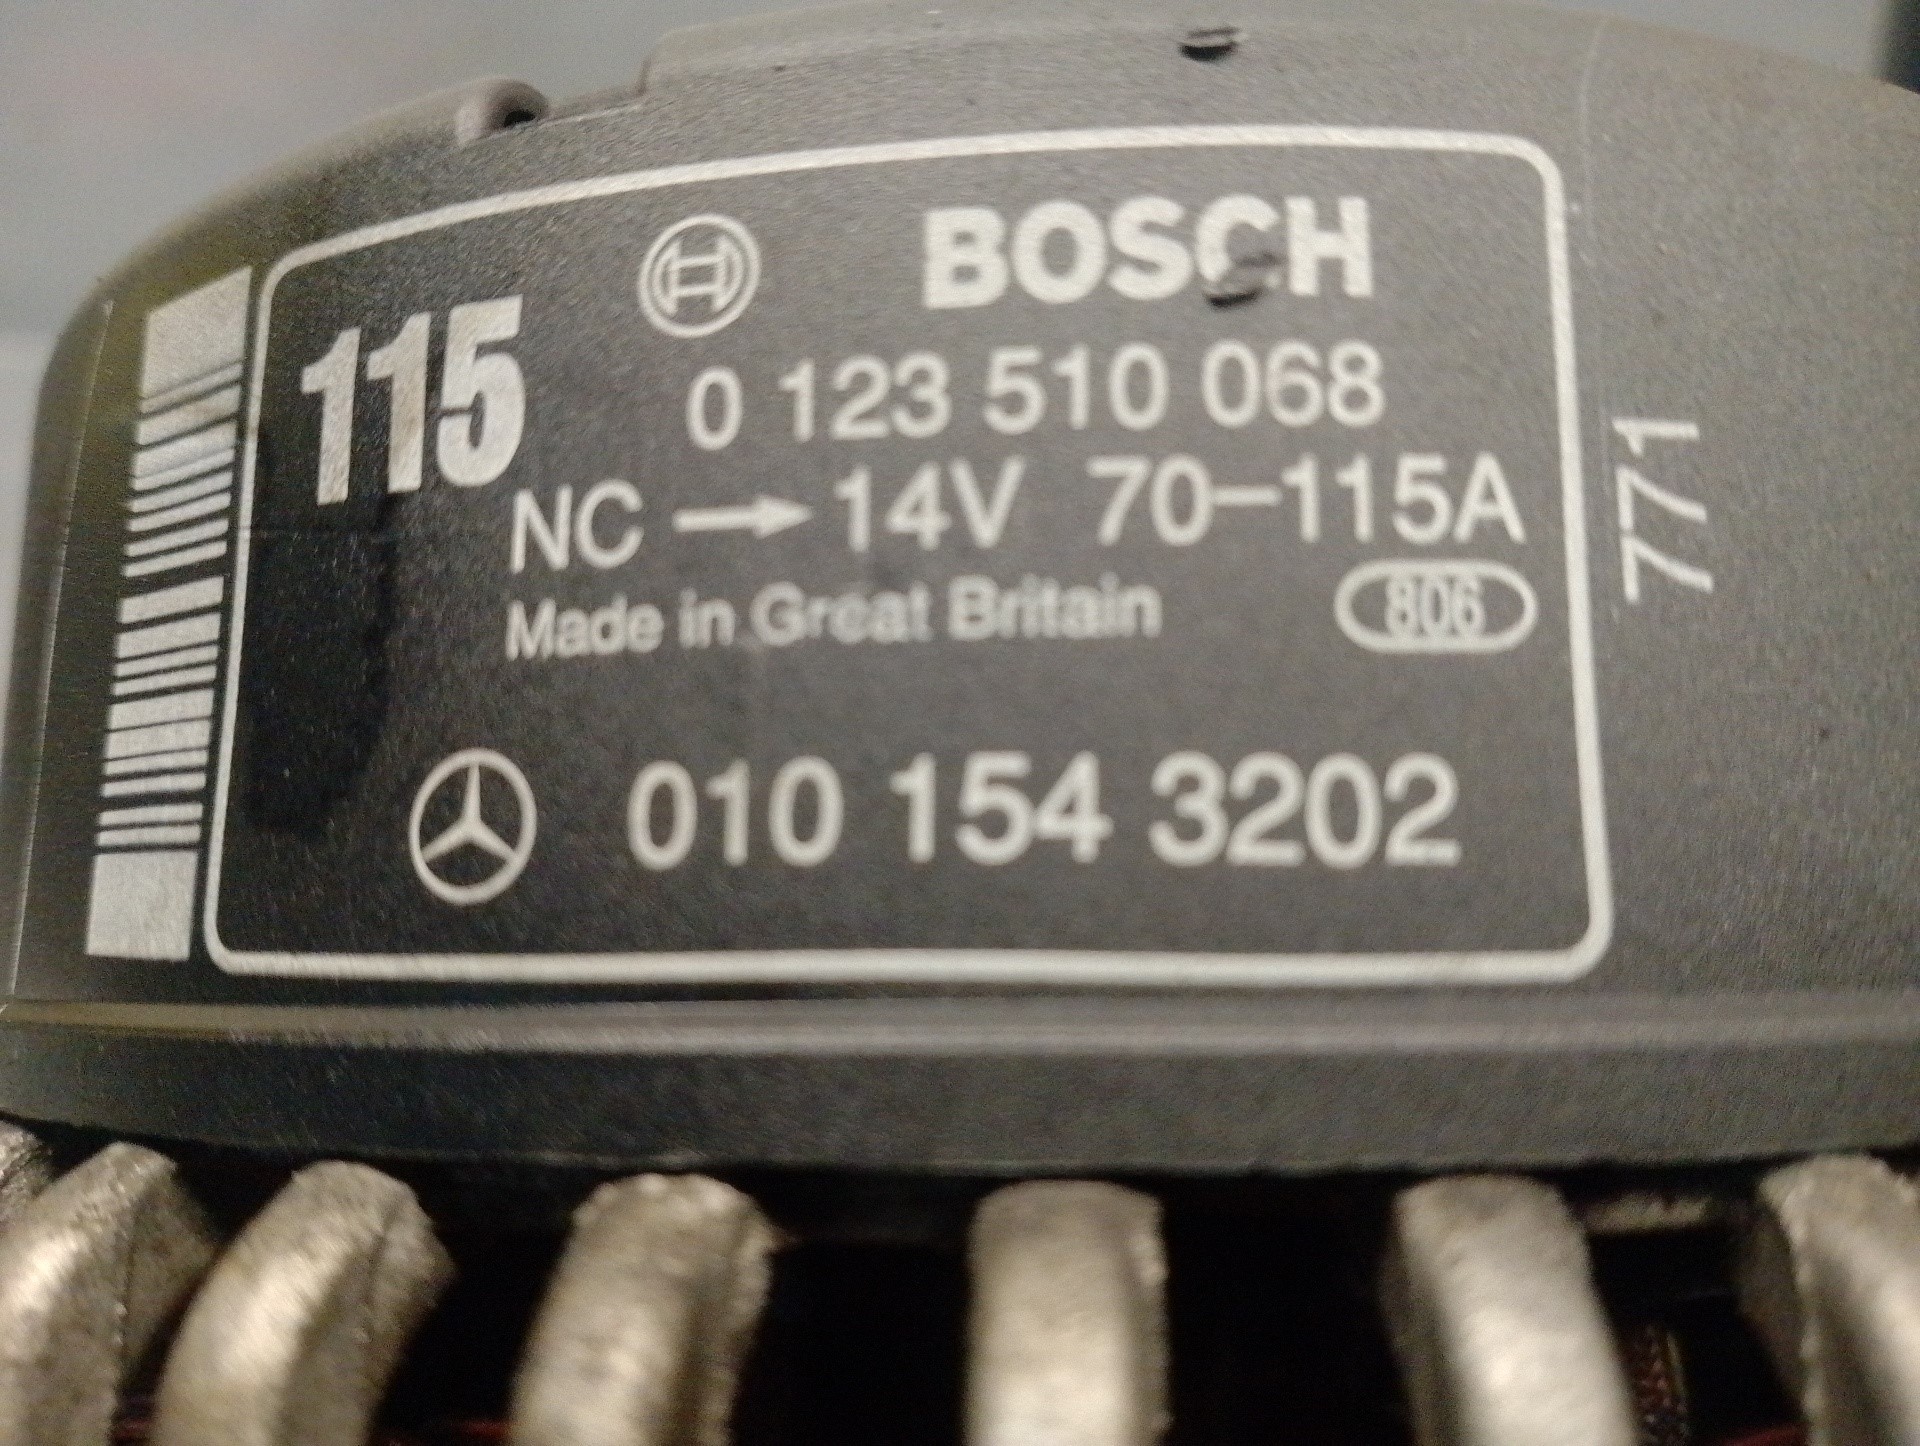 BOSCH
115
0 123 510 068
NC → 14V 70-115A
Made in Great Britain
806
010 154 3202
771